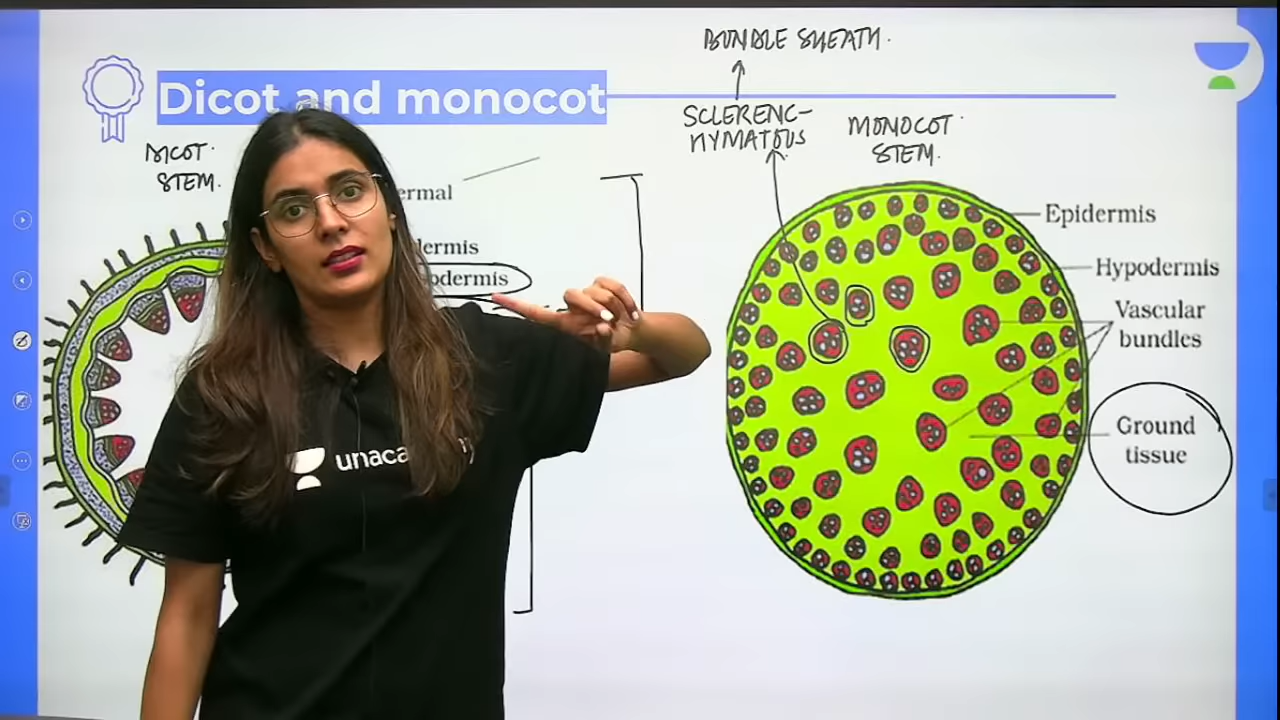 BUNDLE SHEATH.
Dicot and monocot
SCLERENC-
HYMATOUS
MONOCOT
STEM.
DICOT.
STEM.
ermal
dermis
odermis
Epidermis
Hypodermis
Vascular
bundles
Ground
tissue
unaca
y